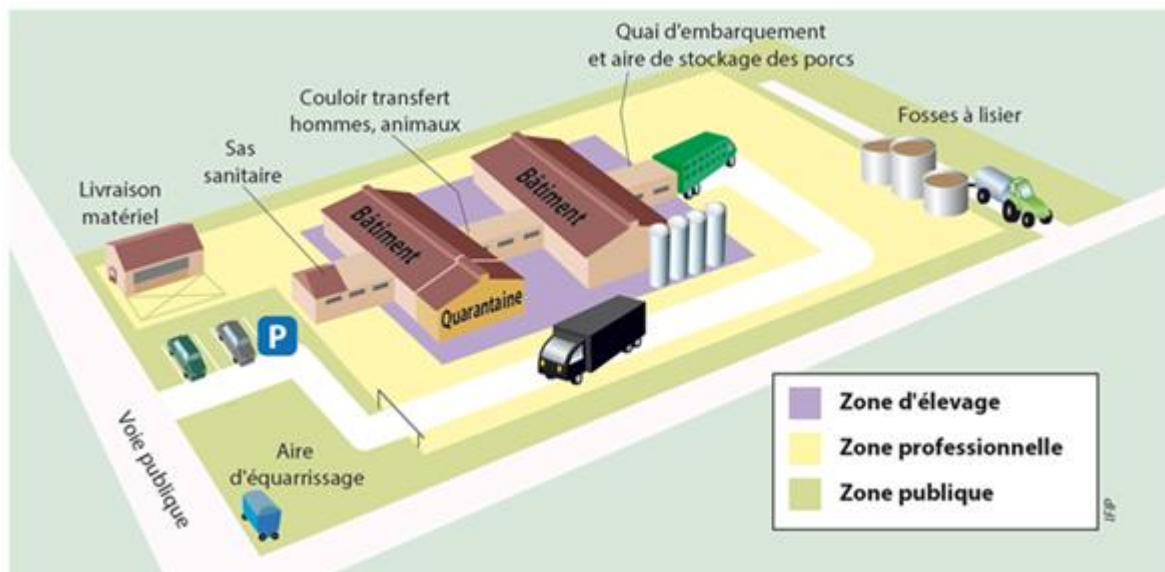 Quai d'embarquement
et aire de stockage des porcs
Couloir transfert
hommes, animaux
Fosses à lisier
Sas
sanitaire
Livraison
matériel
Bâtiment
Bâtiment
Quarantaine
P
Voie publique
Aire
d'équarrissage
Zone d'élevage
Zone professionnelle
Zone publique
IFIP